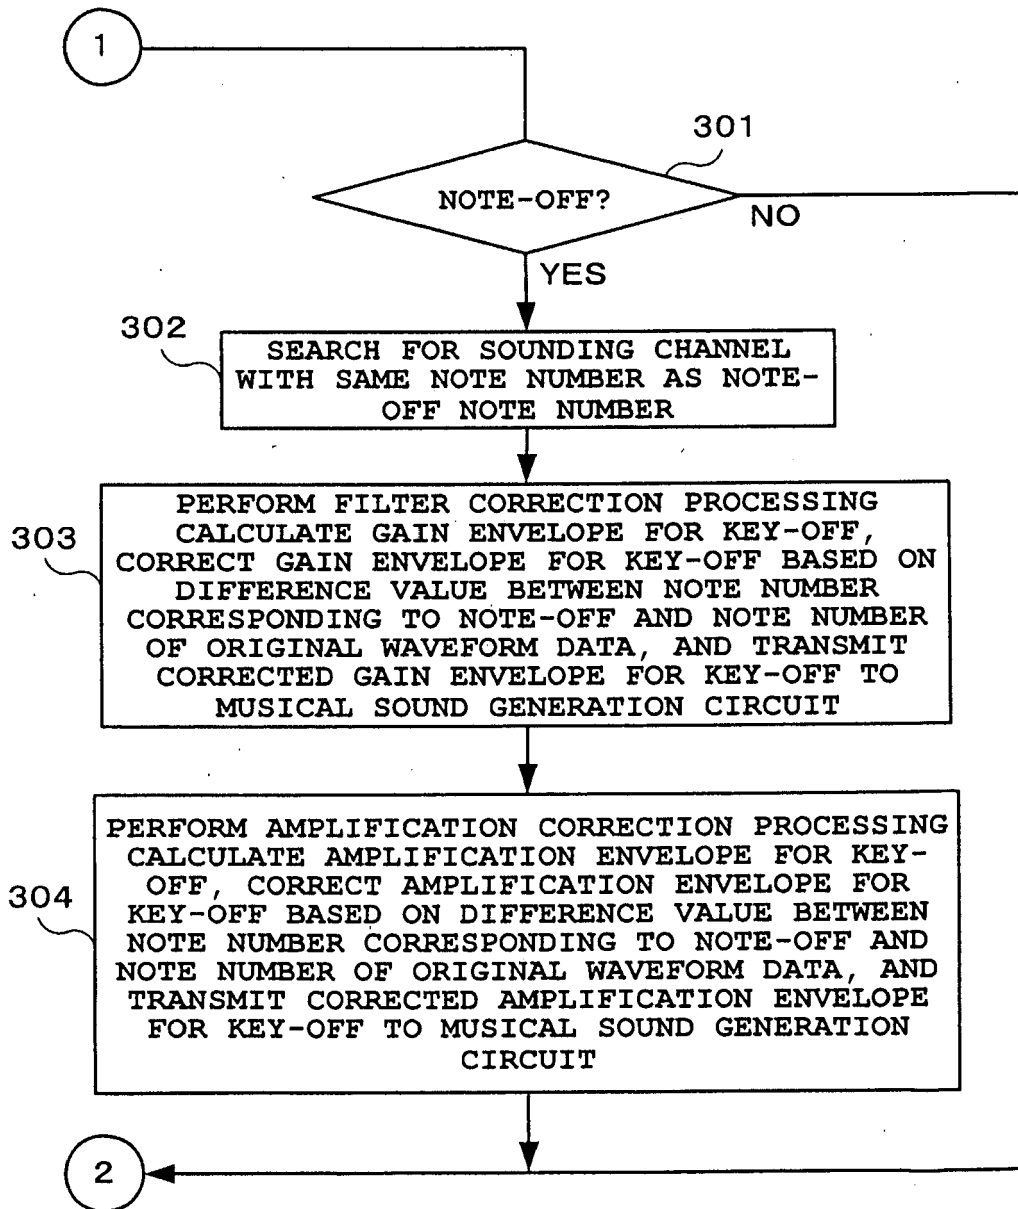 1
301
NOTE-OFF?
NO
YES
302
SEARCH FOR SOUNDING CHANNEL
WITH SAME NOTE NUMBER AS NOTE-
OFF NOTE NUMBER
303
PERFORM FILTER CORRECTION PROCESSING
CALCULATE GAIN ENVELOPE FOR KEY-OFF,
CORRECT GAIN ENVELOPE FOR KEY-OFF BASED ON
DIFFERENCE VALUE BETWEEN NOTE NUMBER
CORRESPONDING TO NOTE-OFF AND NOTE NUMBER
OF ORIGINAL WAVEFORM DATA, AND TRANSMIT
CORRECTED GAIN ENVELOPE FOR KEY-OFF TO
MUSICAL SOUND GENERATION CIRCUIT
304
PERFORM AMPLIFICATION CORRECTION PROCESSING
CALCULATE AMPLIFICATION ENVELOPE FOR KEY-
OFF, CORRECT AMPLIFICATION ENVELOPE FOR
KEY-OFF BASED ON DIFFERENCE VALUE BETWEEN
NOTE NUMBER CORRESPONDING TO NOTE-OFF AND
NOTE NUMBER OF ORIGINAL WAVEFORM DATA, AND
TRANSMIT CORRECTED AMPLIFICATION ENVELOPE
FOR KEY-OFF TO MUSICAL SOUND GENERATION
CIRCUIT
2